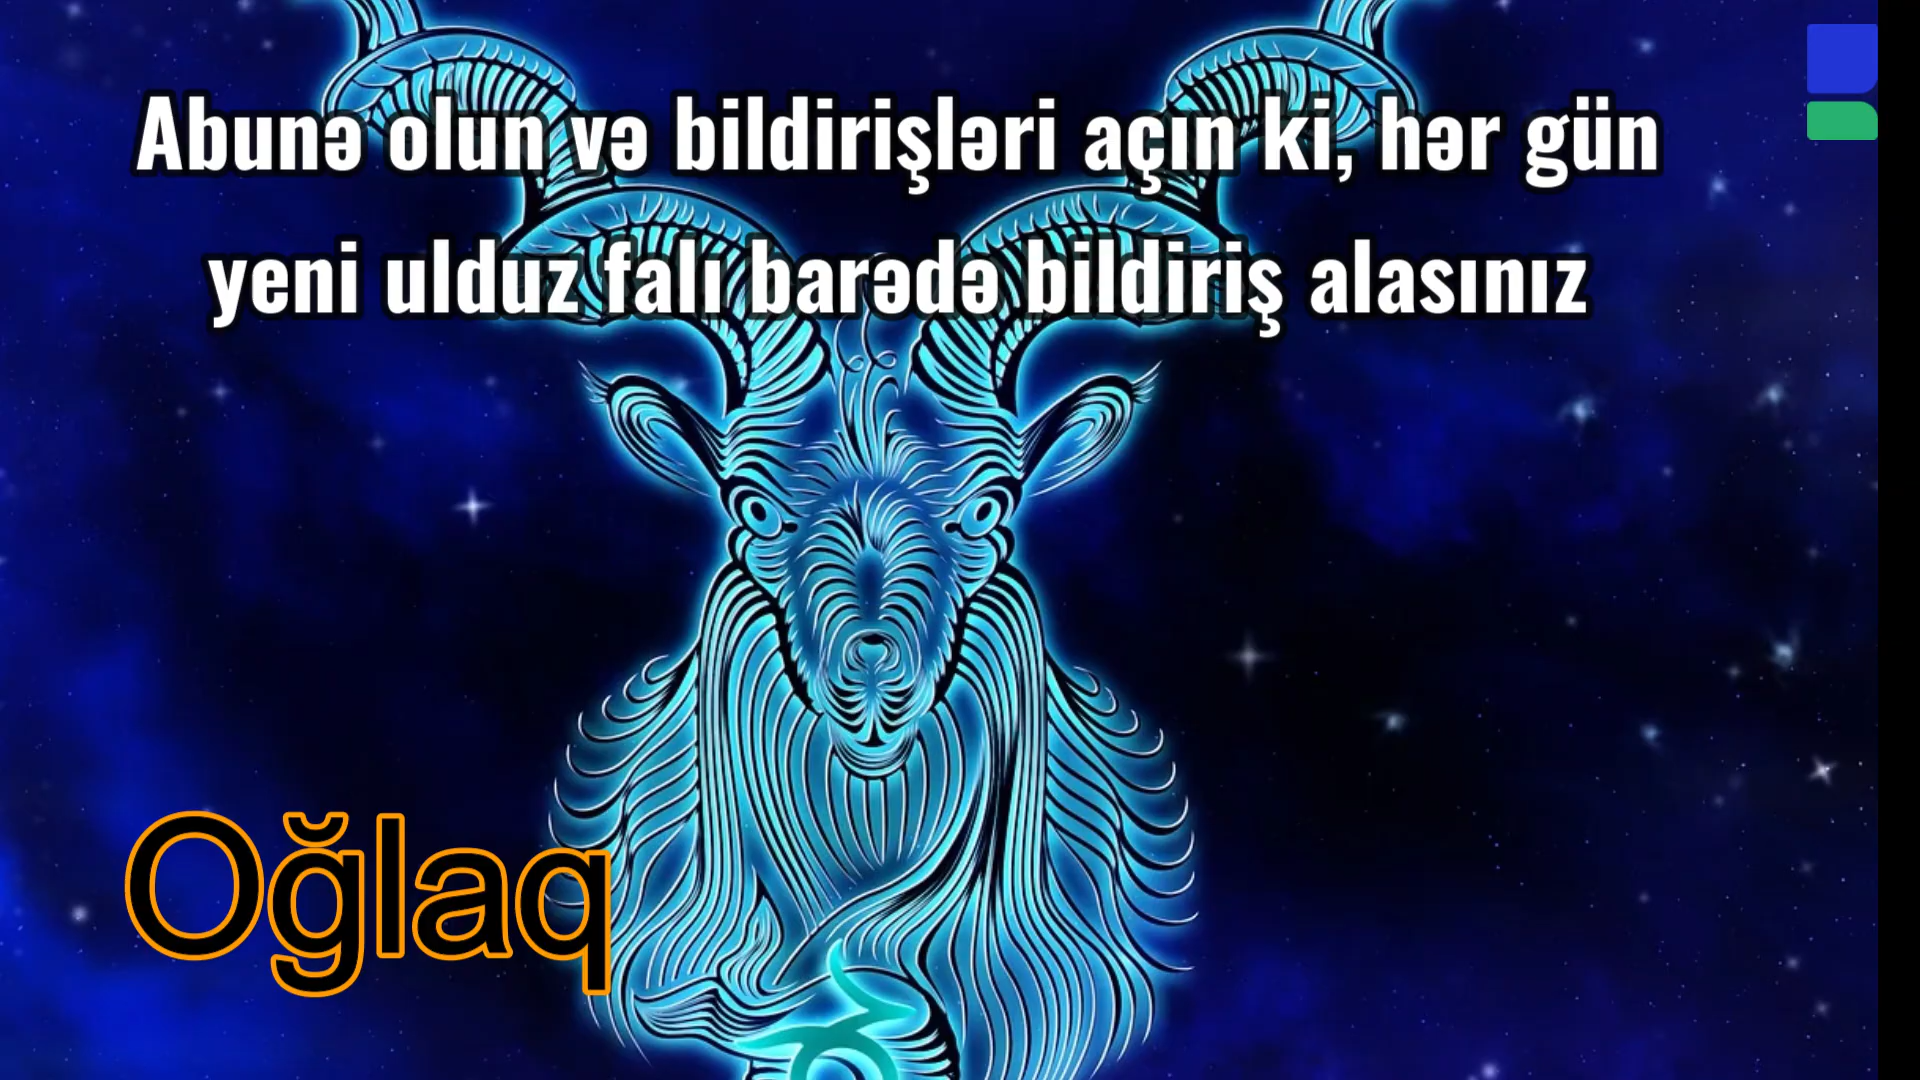 Abunə olun və bildirişləri açın ki, hər gün
yeni ulduz falı barədə bildiriş alasınız
Oğlaq